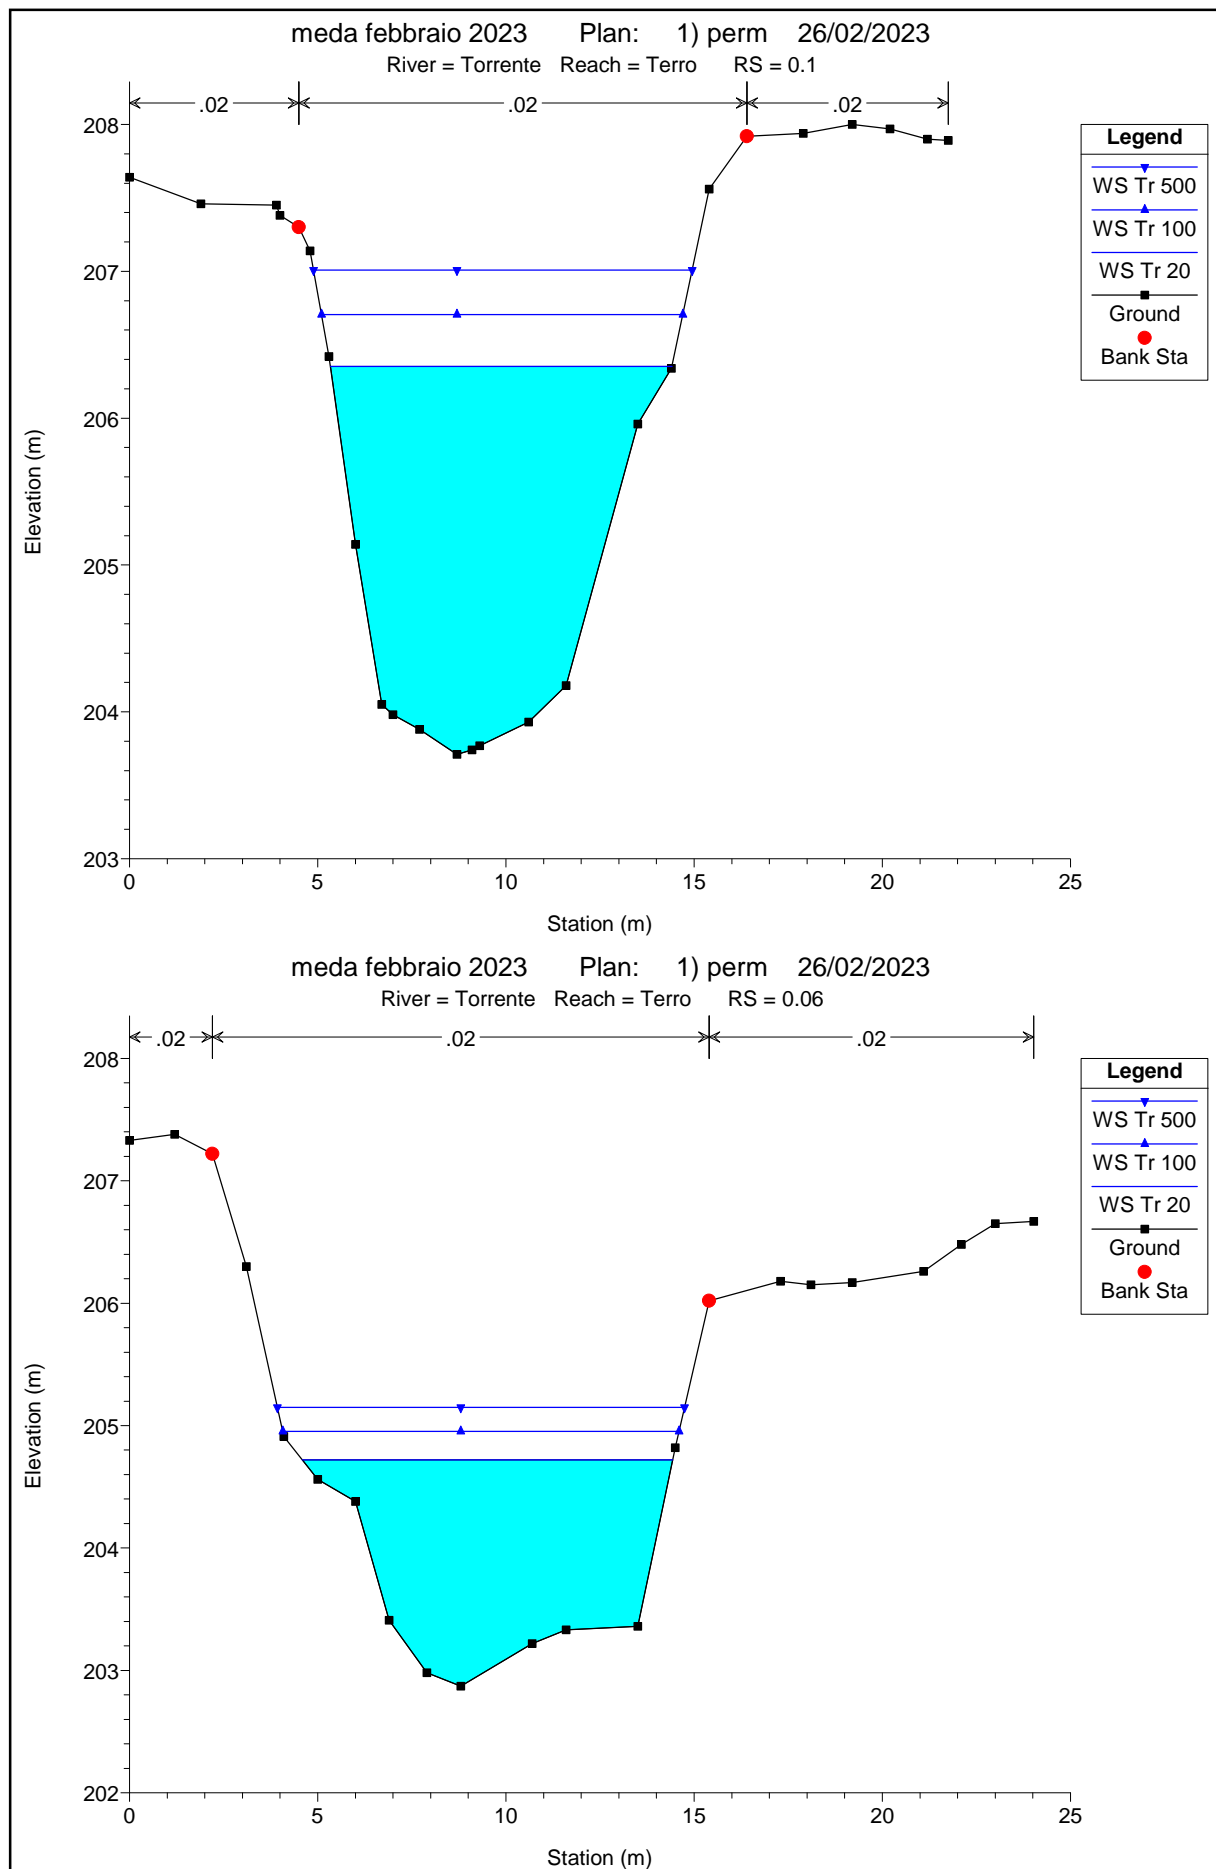 meda febbraio 2023 Plan: 1) perm 26/02/2023
River = Torrente Reach = Terro RS = 0.1
.02 .02 .02
208
207
206
205
204
203
0 5 10 15 20 25
Elevation (m)
Station (m)
Legend
WS Tr 500
WS Tr 100
WS Tr 20
Ground
Bank Sta
meda febbraio 2023 Plan: 1) perm 26/02/2023
River = Torrente Reach = Terro RS = 0.06
.02 .02 .02
208
207
206
205
204
203
202
0 5 10 15 20 25
Elevation (m)
Station (m)
Legend
WS Tr 500
WS Tr 100
WS Tr 20
Ground
Bank Sta